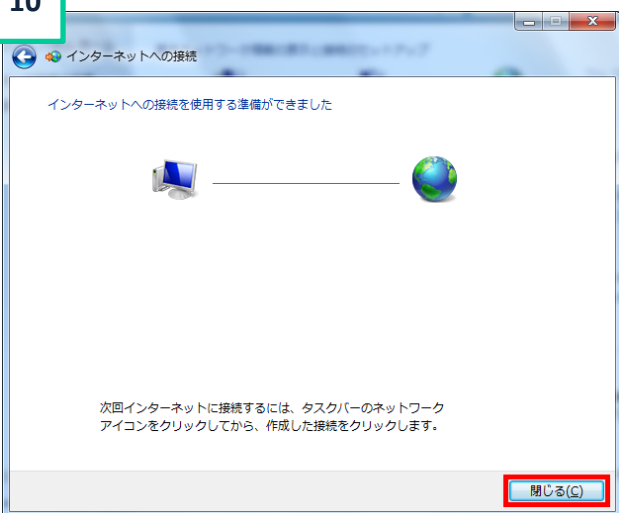 10
インターネットへの接続
インターネットへの接続を使用する準備ができました
次回インターネットに接続するには、タスクバーのネットワーク
アイコンをクリックしてから、作成した接続をクリックします。
閉じる(C)